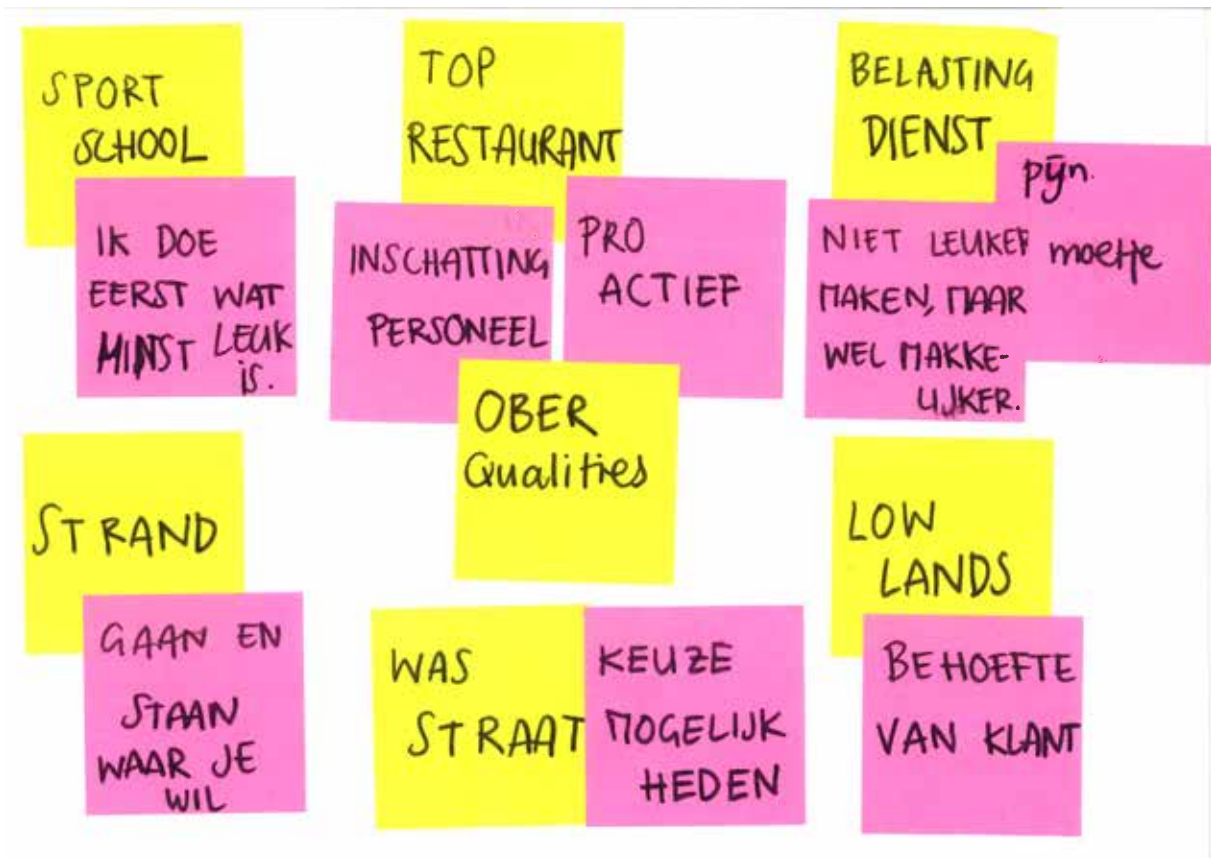 SPORT
SCHOOL
IK DOE
EERST WAT
MINST LEUK
is.
TOP
RESTAURANT
INSCHATTING
PERSONEEL
PRO
ACTIEF
OBER
Qualities
BELASTING
DIENST
pijn.
moetje
NIET LEUKER
MAKEN, MAAR
WEL MAKKE-
LIJKER.
STRAND
GAAN EN
STAAN
WAAR JE
WIL
WAS
STRAAT
KEUZE
MOGELIJK
HEDEN
LOW
LANDS
BEHOEFTE
VAN KLANT